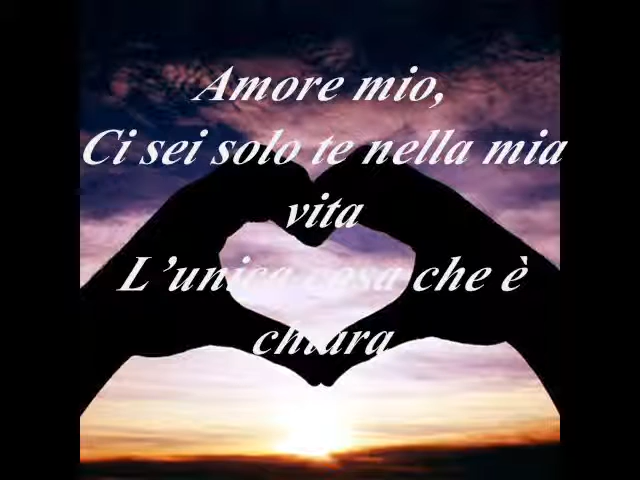 Amore mio,
Ci sei solo te nella mia
vita
L'unica cosa che è
chiara